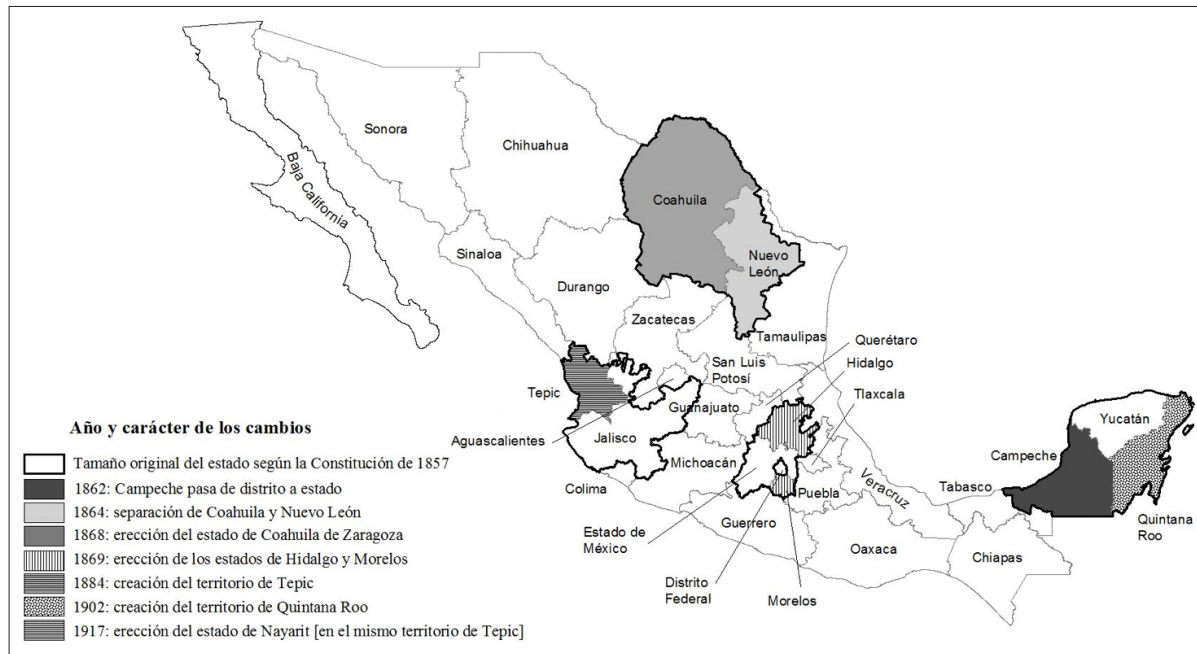 Sonora
Chihuahua
Baja California
Coahuila
Sinaloa
Nuevo
León
Durango
Zacatecas
Tamaulipas
Querétaro
Hidalgo
San Luis
Potosí
Tlaxcala
Tepic
Guanajuato
Yucatán
Aguascalientes
Jalisco
Michoacán
Campeche
Colima
Puebla
Veracruz
Tabasco
Quintana
Roo
Estado de
México
Guerrero
Oaxaca
Chiapas
Distrito
Federal
Morelos
Año y carácter de los cambios
Tamaño original del estado según la Constitución de 1857
1862: Campeche pasa de distrito a estado
1864: separación de Coahuila y Nuevo León
1868: erección del estado de Coahuila de Zaragoza
1869: erección de los estados de Hidalgo y Morelos
1884: creación del territorio de Tepic
1902: creación del territorio de Quintana Roo
1917: erección del estado de Nayarit [en el mismo territorio de Tepic]